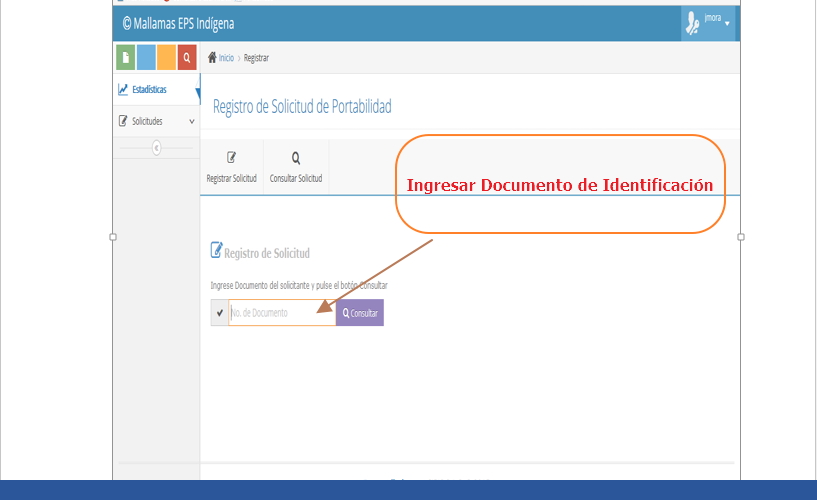 © Mallamas EPS Indígena
jmora
Inicio > Registrar
Estadísticas
Solicitudes
Registro de Solicitud de Portabilidad
Registrar Solicitud
Consultar Solicitud
Ingresar Documento de Identificación
Registro de Solicitud
Ingrese Documento del solicitante y pulse el botón Consultar
No. de Documento
Consultar